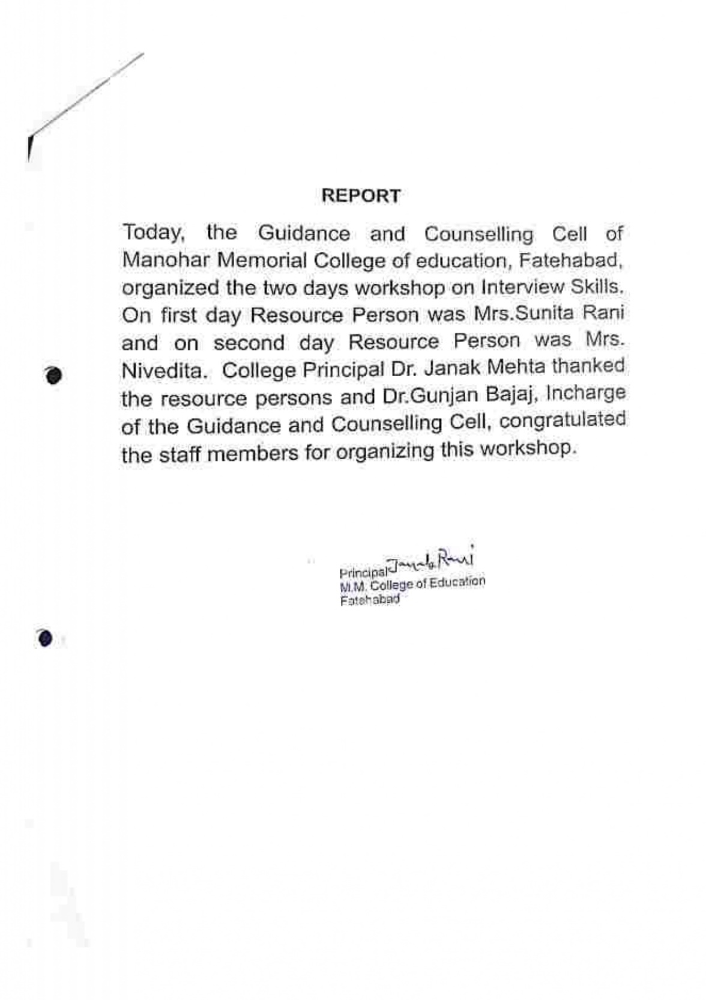 REPORT
Today, the Guidance and Counselling Cell of
Manohar Memorial College of education, Fatehabad,
organized the two days workshop on Interview Skills.
On first day Resource Person was Mrs.Sunita Rani
and on second day Resource Person was Mrs.
Nivedita. College Principal Dr. Janak Mehta thanked
the resource persons and Dr.Gunjan Bajaj, Incharge
of the Guidance and Counselling Cell, congratulated
the staff members for organizing this workshop.
Principal Janak Rani
M.M. College of Education
Fatehabad